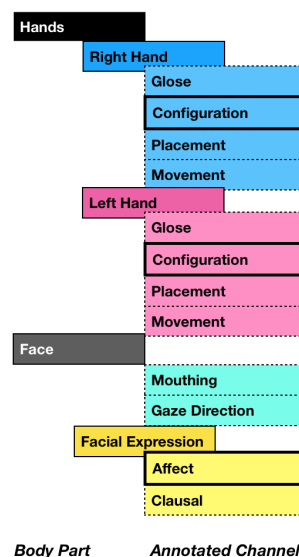 Hands
Right Hand
Glose
Configuration
Placement
Movement
Left Hand
Glose
Configuration
Placement
Movement
Face
Mouthing
Gaze Direction
Facial Expression
Affect
Clausal
Body Part Annotated Channel